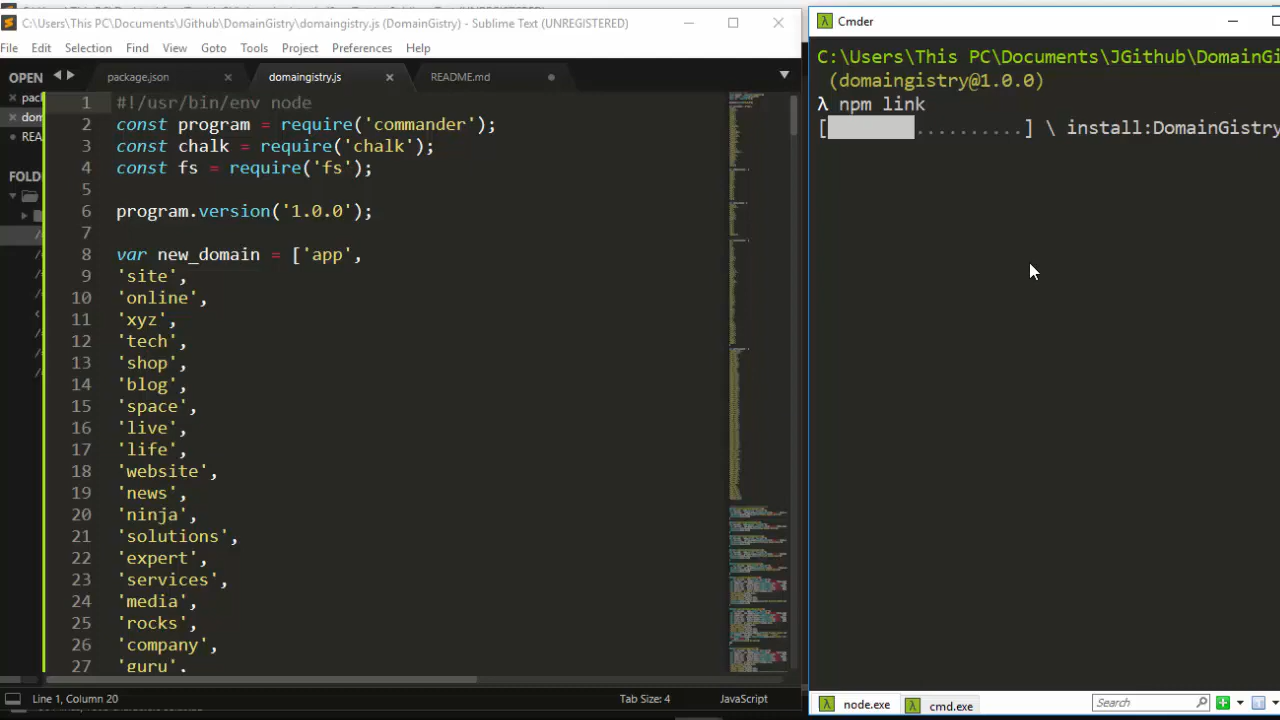 C:\Users\This PC\Documents\JGithub\DomainGistry\domaingistry.js (DomainGistry) - Sublime Text (UNREGISTERED)
File Edit Selection Find View Goto Tools Project Preferences Help
OPEN
package.json
domaingistry.js
README.md
pac
dom
REA
FOLD
1 #!/usr/bin/env node
2 const program = require('commander');
3 const chalk = require('chalk');
4 const fs = require('fs');
5
6 program.version('1.0.0');
7
8 var new_domain = ['app',
9 'site',
10 'online',
11 'xyz',
12 'tech',
13 'shop',
14 'blog',
15 'space',
16 'live',
17 'life',
18 'website',
19 'news',
20 'ninja',
21 'solutions',
22 'expert',
23 'services',
24 'media',
25 'rocks',
26 'company',
27 'guru',
Line 1, Column 20
Tab Size: 4
JavaScript
Cmder
C:\Users\This PC\Documents\JGithub\DomainGi
(domaingistry@1.0.0)
λ npm link
[ ..........] \ install:DomainGistry
node.exe
cmd.exe
Search